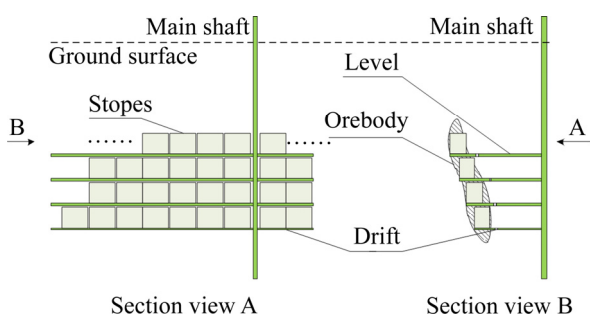 Main shaft
Main shaft
Ground surface
Level
Stopes
Orebody
B
A
Drift
Section view A
Section view B